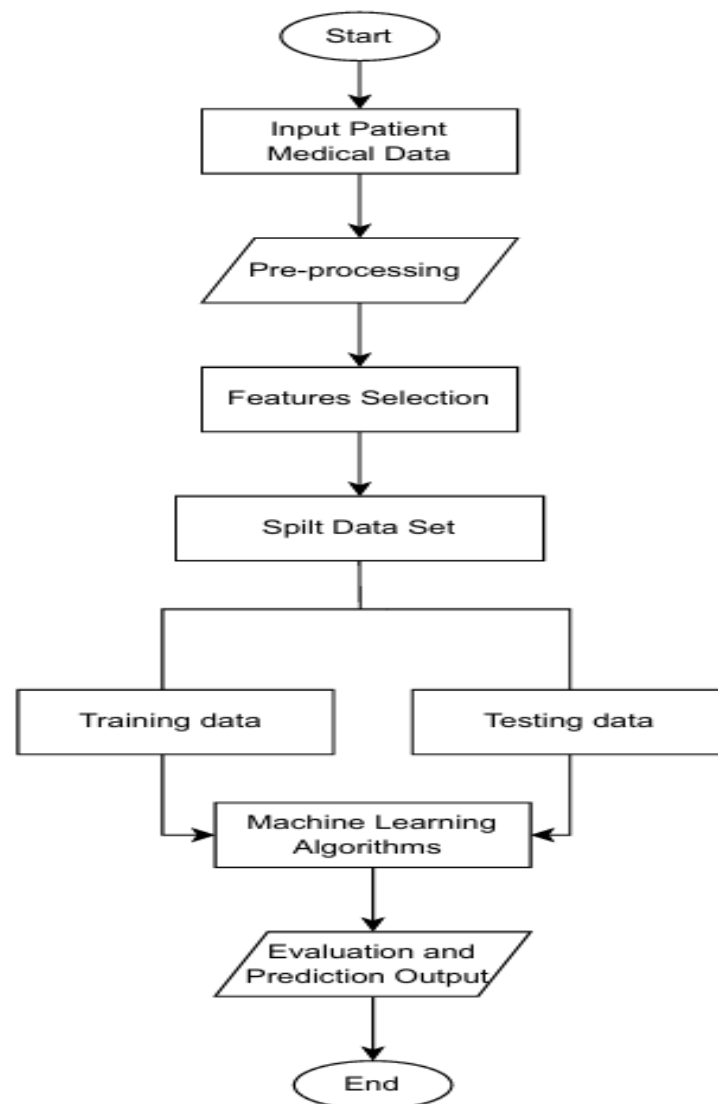 Start
Input Patient
Medical Data
Pre-processing
Features Selection
Spilt Data Set
Training data
Testing data
Machine Learning
Algorithms
Evaluation and
Prediction Output
End